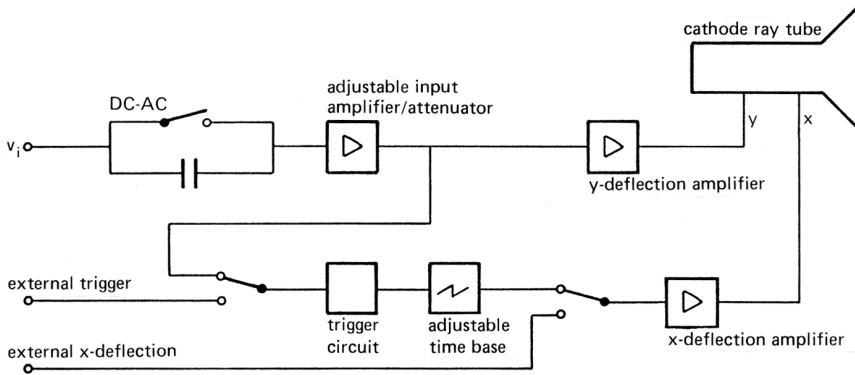 cathode ray tube
DC-AC
adjustable input
amplifier/attenuator
vi
y
x
y-deflection amplifier
external trigger
trigger
circuit
adjustable
time base
x-deflection amplifier
external x-deflection